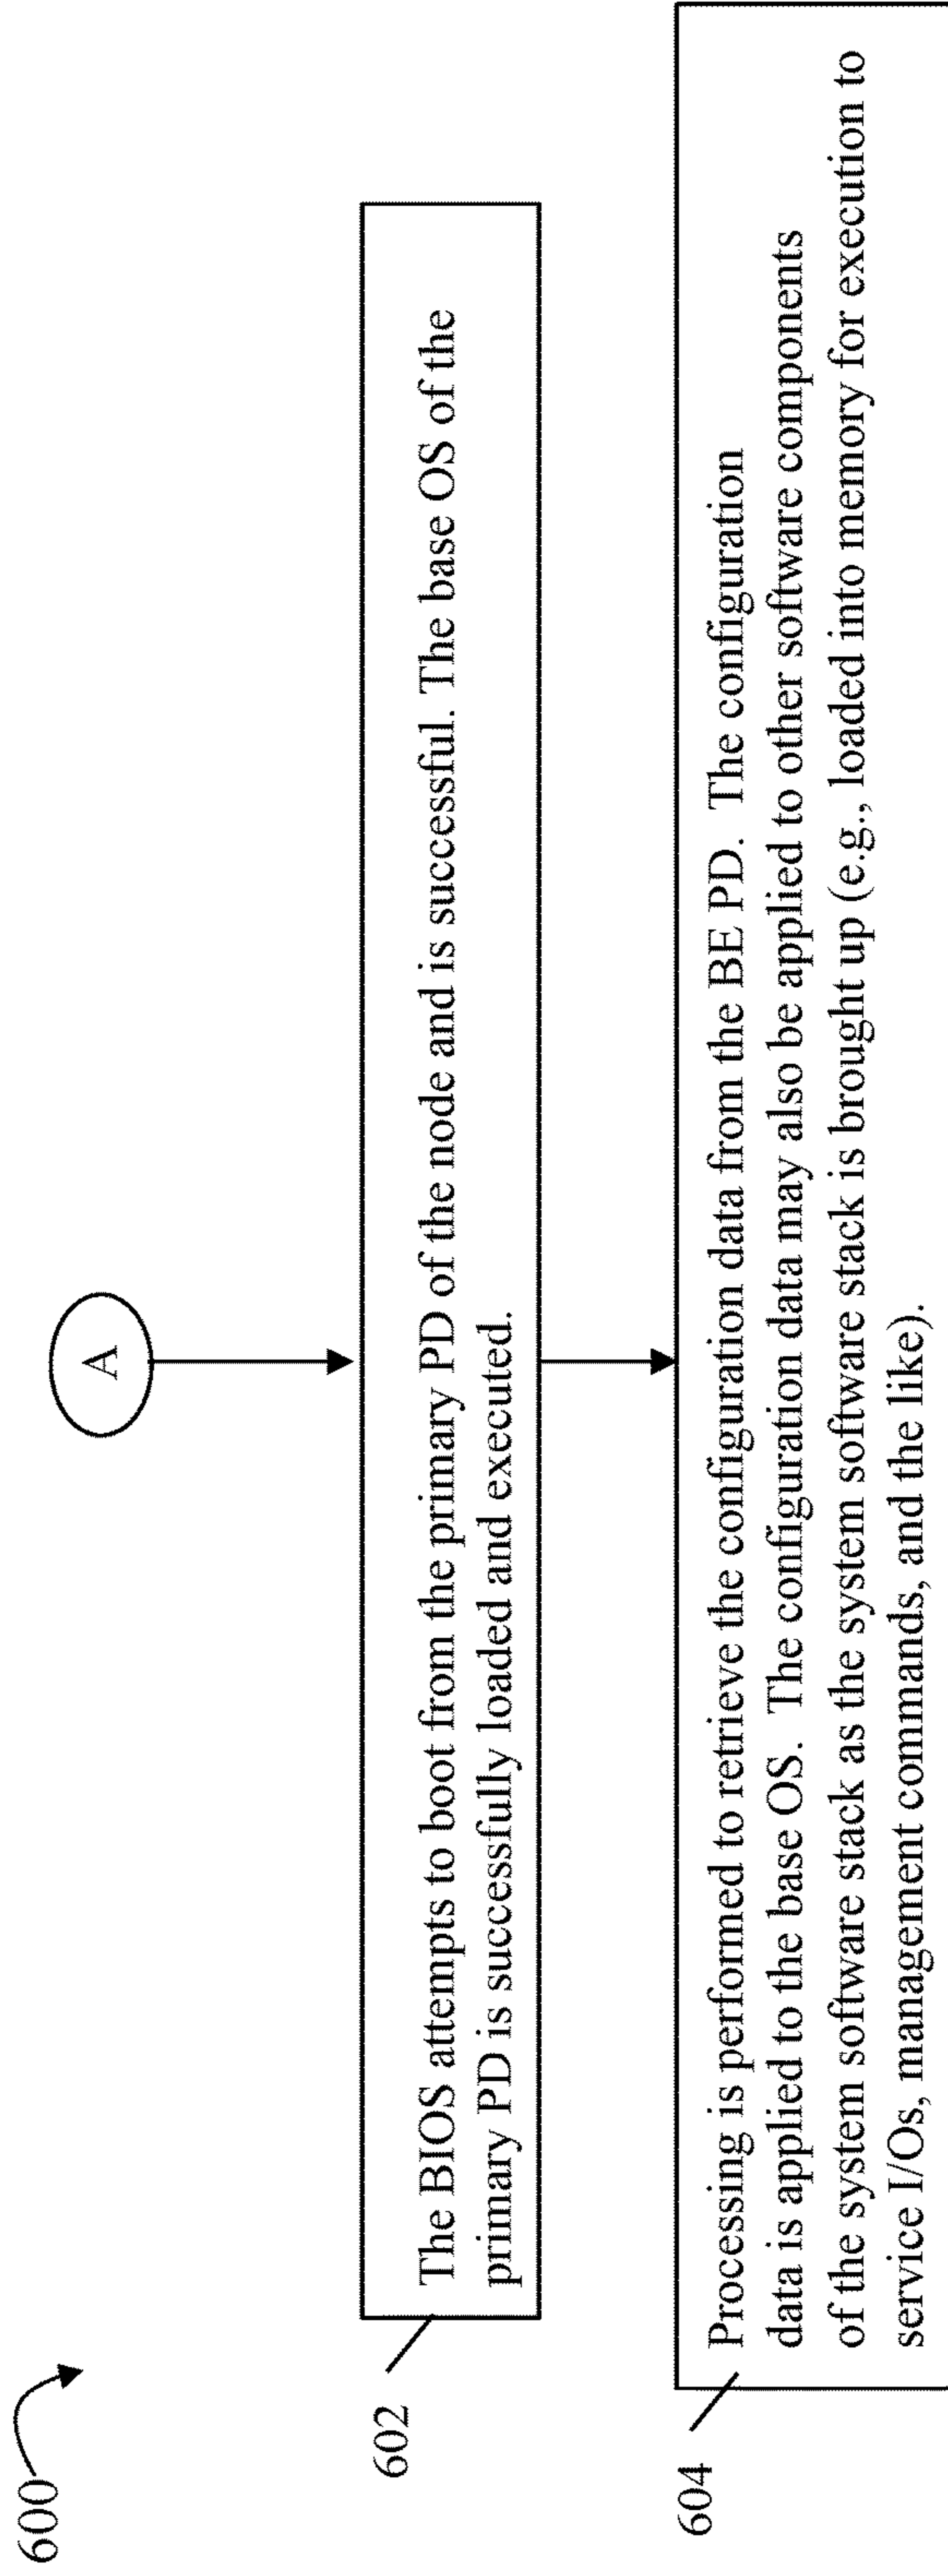 600
A
602
The BIOS attempts to boot from the primary PD of the node and is successful. The base OS of the
primary PD is successfully loaded and executed.
604
Processing is performed to retrieve the configuration data from the BE PD. The configuration
data is applied to the base OS. The configuration data may also be applied to other software components
of the system software stack as the system software stack is brought up (e.g., loaded into memory for execution to
service I/Os, management commands, and the like).